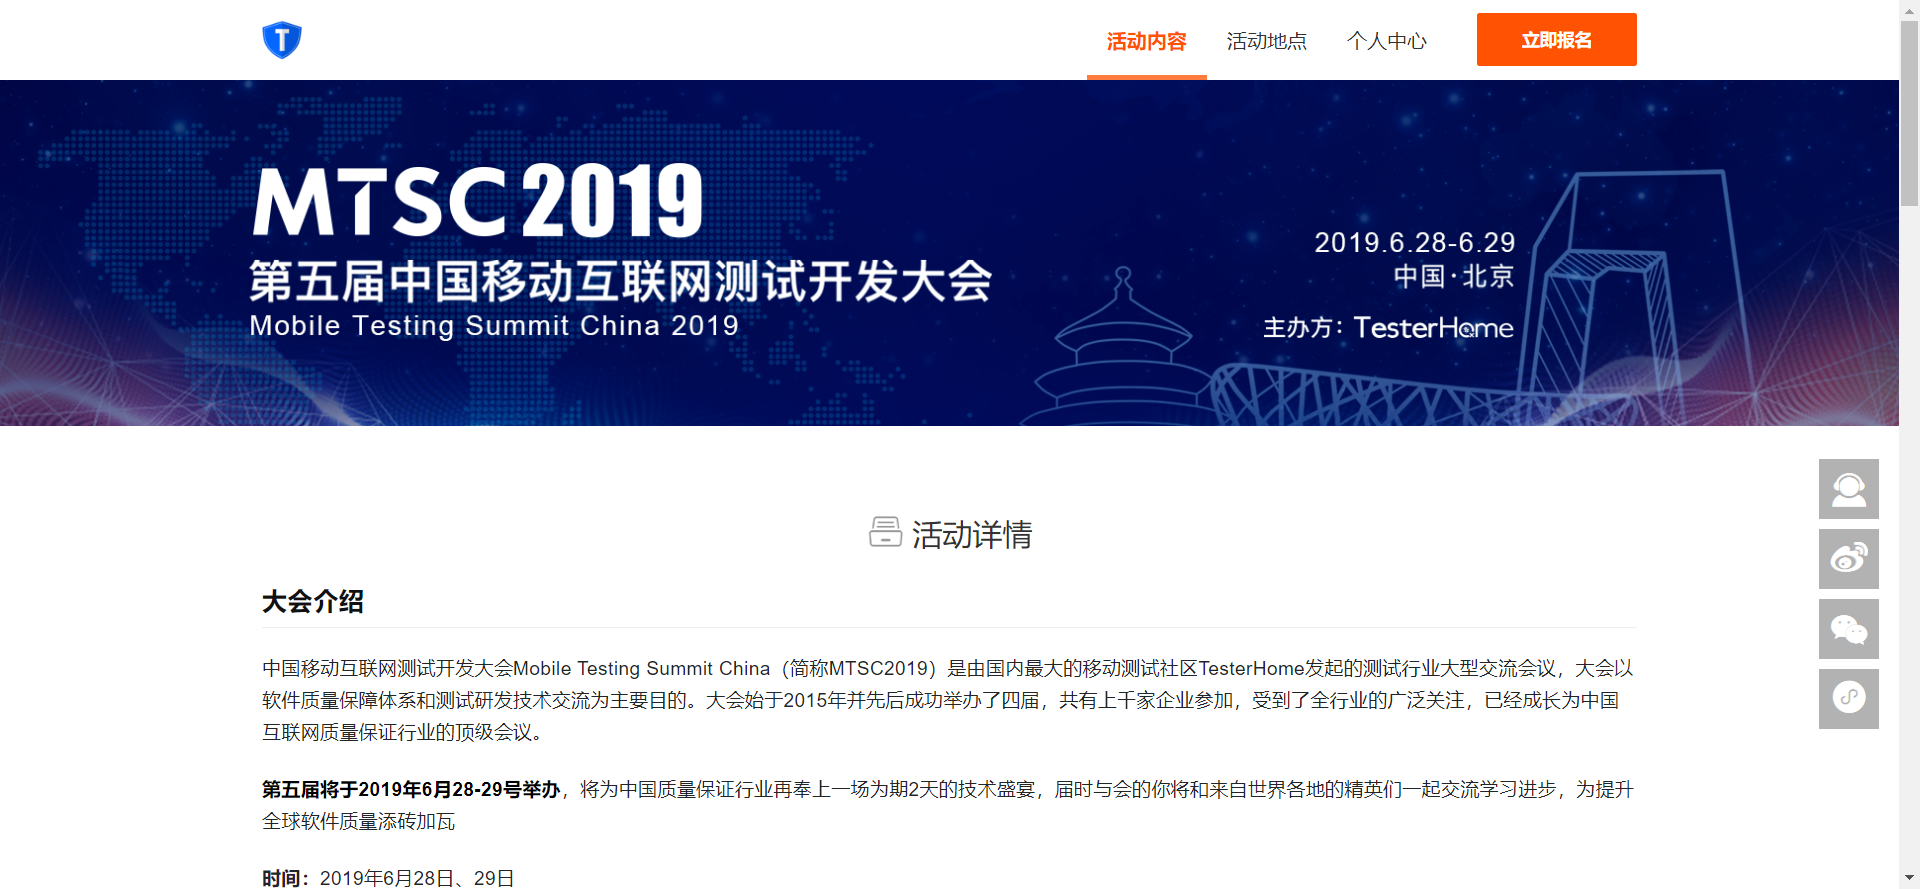 T
活动内容
活动地点
个人中心
立即报名
MTSC2019
第五届中国移动互联网测试开发大会
Mobile Testing Summit China 2019
2019.6.28-6.29
中国·北京
主办方：TesterHome
活动详情
大会介绍
中国移动互联网测试开发大会Mobile Testing Summit China（简称MTSC2019）是由国内最大的移动测试社区TesterHome发起的测试行业大型交流会议，大会以
软件质量保障体系和测试研发技术交流为主要目的。大会始于2015年并先后成功举办了四届，共有上千家企业参加，受到了全行业的广泛关注，已经成长为中国
互联网质量保证行业的顶级会议。
第五届将于2019年6月28-29号举办，将为中国质量保证行业再奉上一场为期2天的技术盛宴，届时与会的你将和来自世界各地的精英们一起交流学习进步，为提升
全球软件质量添砖加瓦
时间：2019年6月28日、29日